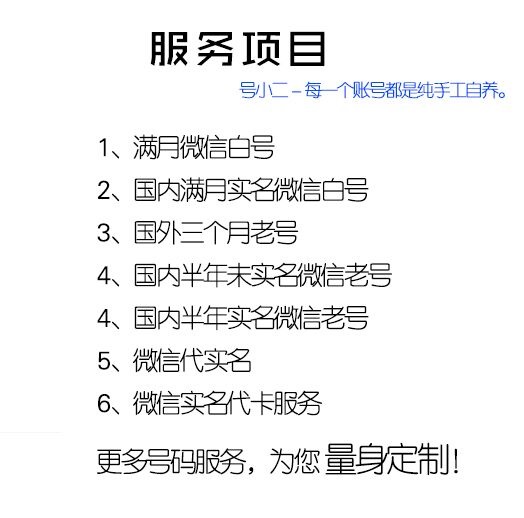 服务项目
号小二 – 每一个账号都是纯手工自养。
1、满月微信白号
2、国内满月实名微信白号
3、国外三个月老号
4、国内半年未实名微信老号
4、国内半年实名微信老号
5、微信代实名
6、微信实名代卡服务
更多号码服务，为您 量身定制！